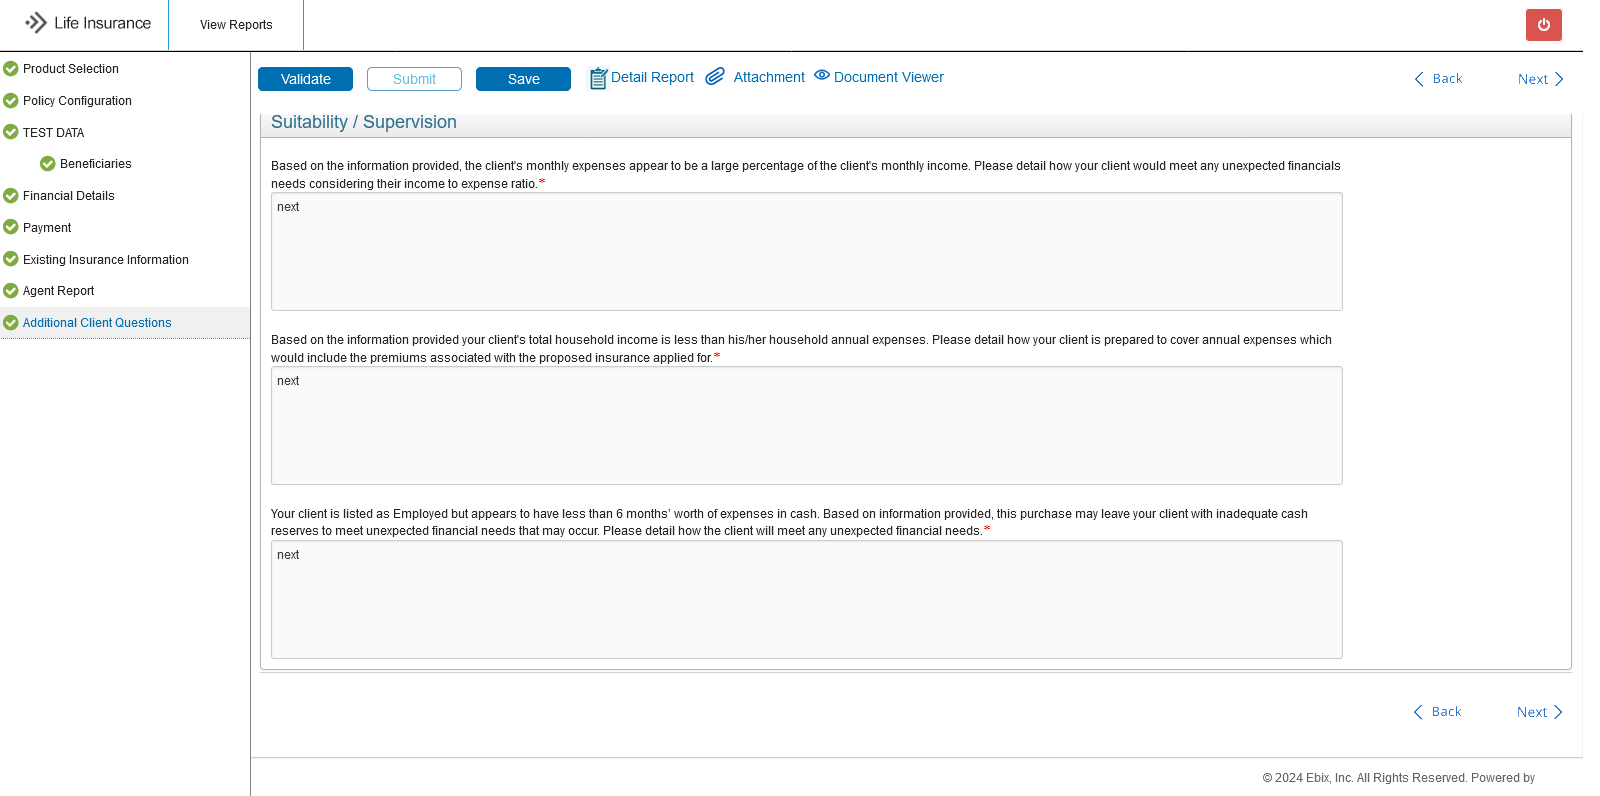 Life Insurance
View Reports
Product Selection
Policy Configuration
TEST DATA
Beneficiaries
Financial Details
Payment
Existing Insurance Information
Agent Report
Additional Client Questions
Validate
Submit
Save
Detail Report
Attachment
Document Viewer
Back
Next
Suitability / Supervision
Based on the information provided, the client's monthly expenses appear to be a large percentage of the client's monthly income. Please detail how your client would meet any unexpected financials
needs considering their income to expense ratio.*
next
Based on the information provided your client's total household income is less than his/her household annual expenses. Please detail how your client is prepared to cover annual expenses which
would include the premiums associated with the proposed insurance applied for.*
next
Your client is listed as Employed but appears to have less than 6 months’ worth of expenses in cash. Based on information provided, this purchase may leave your client with inadequate cash
reserves to meet unexpected financial needs that may occur. Please detail how the client will meet any unexpected financial needs.*
next
Back
Next
© 2024 Ebix, Inc. All Rights Reserved. Powered by